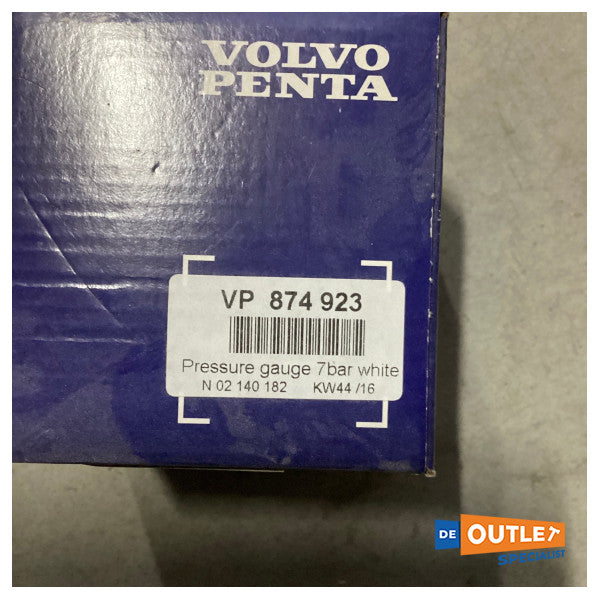 VOLVO
PENTA
VP 874 923
Pressure gauge 7bar white
N 02 140 182 KW44 /16
DE OUTLET
SPECIALIST